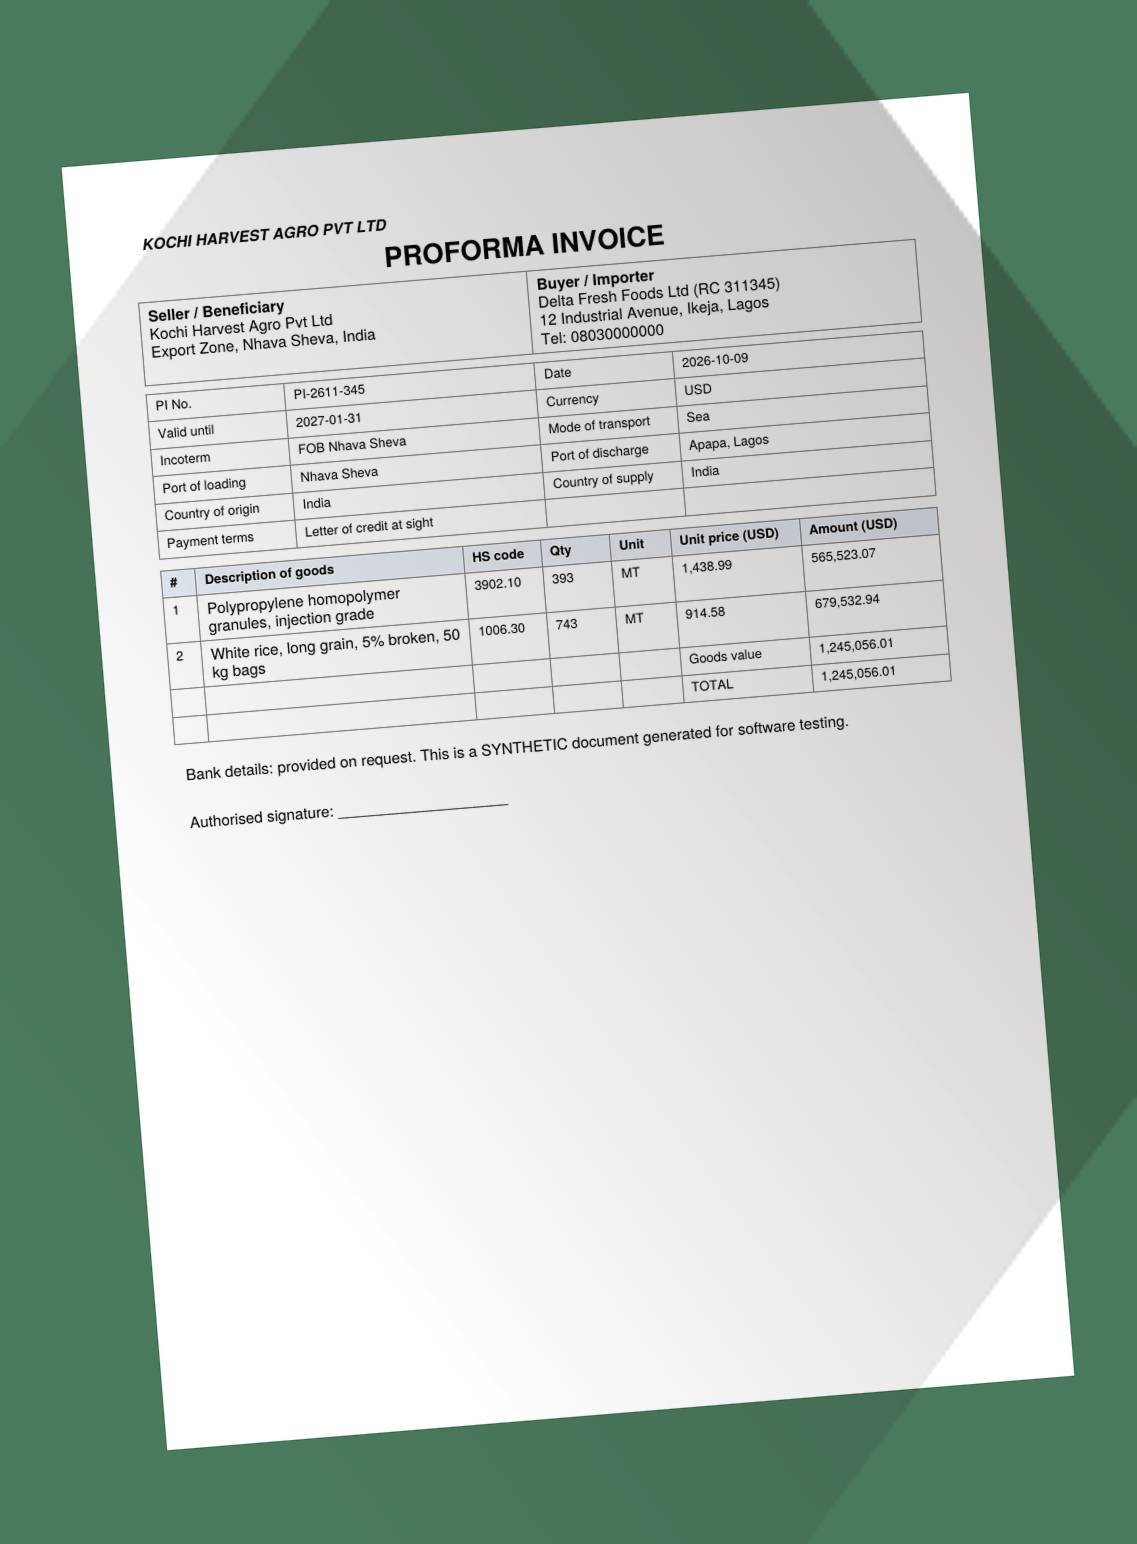 KOCHI HARVEST AGRO PVT LTD
PROFORMA INVOICE
Seller / Beneficiary
Kochi Harvest Agro Pvt Ltd
Export Zone, Nhava Sheva, India
Buyer / Importer
Delta Fresh Foods Ltd (RC 311345)
12 Industrial Avenue, Ikeja, Lagos
Tel: 08030000000
PI No. PI-2611-345 Date 2026-10-09
Valid until 2027-01-31 Currency USD
Incoterm FOB Nhava Sheva Mode of transport Sea
Port of loading Nhava Sheva Port of discharge Apapa, Lagos
Country of origin India Country of supply India
Payment terms Letter of credit at sight
# Description of goods HS code Qty Unit Unit price (USD) Amount (USD)
1 Polypropylene homopolymer granules, injection grade 3902.10 393 MT 1,438.99 565,523.07
2 White rice, long grain, 5% broken, 50 kg bags 1006.30 743 MT 914.58 679,532.94
Goods value 1,245,056.01
TOTAL 1,245,056.01
Bank details: provided on request. This is a SYNTHETIC document generated for software testing.
Authorised signature: ____________________